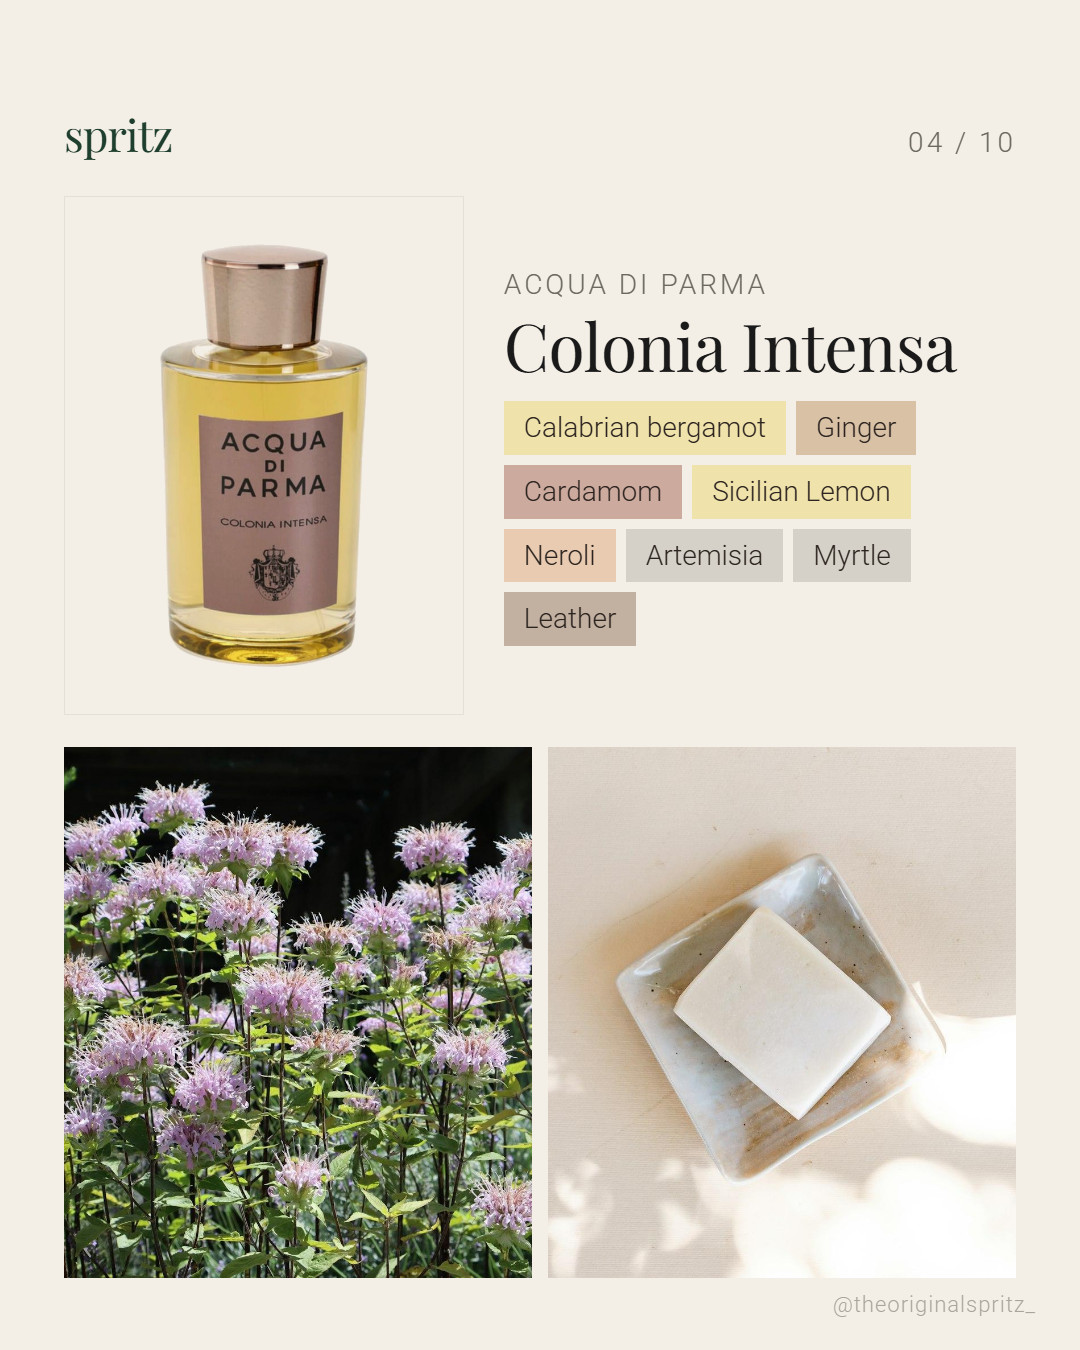 spritz
04 / 10
ACQUA
DI
PARMA
COLONIA INTENSA
ACQUA DI PARMA
Colonia Intensa
Calabrian bergamot
Ginger
Cardamom
Sicilian Lemon
Neroli
Artemisia
Myrtle
Leather
@theoriginalspritz_